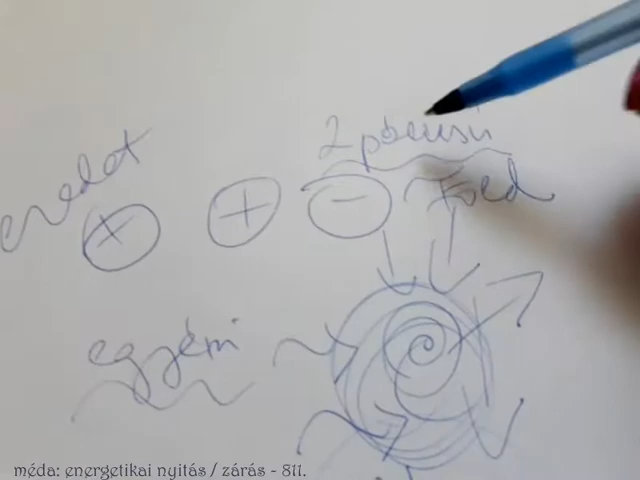 2 pólusú
eredet
Föld
egyéni
méda: energetikai nyitás / zárás - 811.